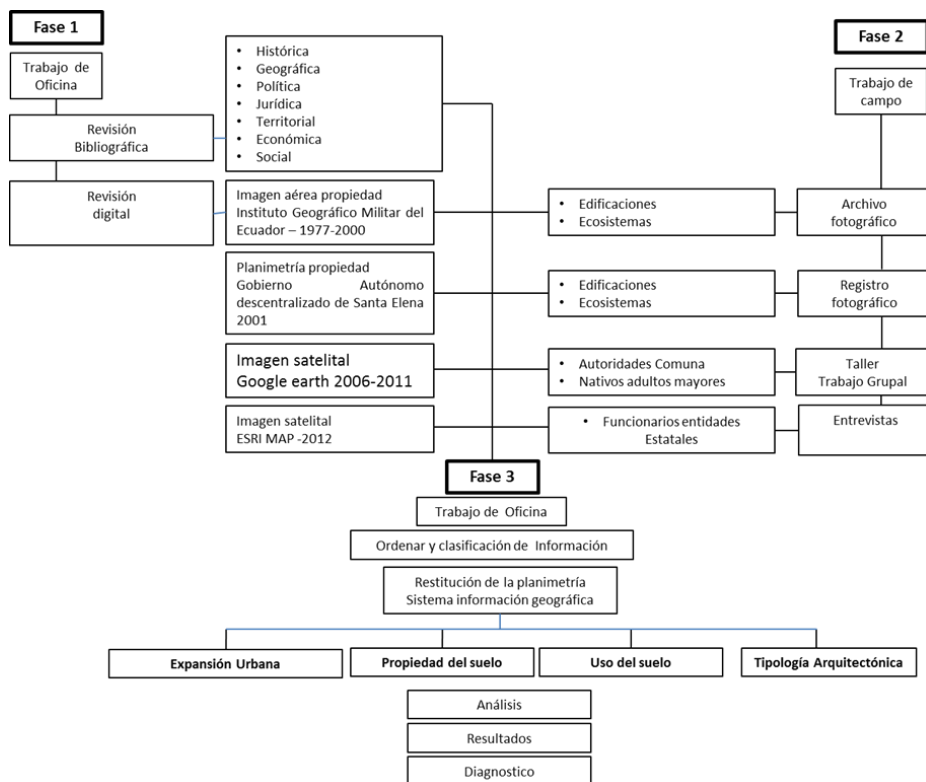 Fase 1
Trabajo de
Oficina
Revisión
Bibliográfica
Revisión
digital
• Histórica
• Geográfica
• Política
• Jurídica
• Territorial
• Económica
• Social
Imagen aérea propiedad
Instituto Geográfico Militar del
Ecuador – 1977-2000
Planimetría propiedad
Gobierno Autónomo
descentralizado de Santa Elena
2001
Imagen satelital
Google earth 2006-2011
Imagen satelital
ESRI MAP -2012
Fase 2
Trabajo de
campo
• Edificaciones
• Ecosistemas
Archivo
fotográfico
• Edificaciones
• Ecosistemas
Registro
fotográfico
• Autoridades Comuna
• Nativos adultos mayores
Taller
Trabajo Grupal
• Funcionarios entidades
Estatales
Entrevistas
Fase 3
Trabajo de Oficina
Ordenar y clasificación de Información
Restitución de la planimetría
Sistema información geográfica
Expansión Urbana
Propiedad del suelo
Uso del suelo
Tipología Arquitectónica
Análisis
Resultados
Diagnostico